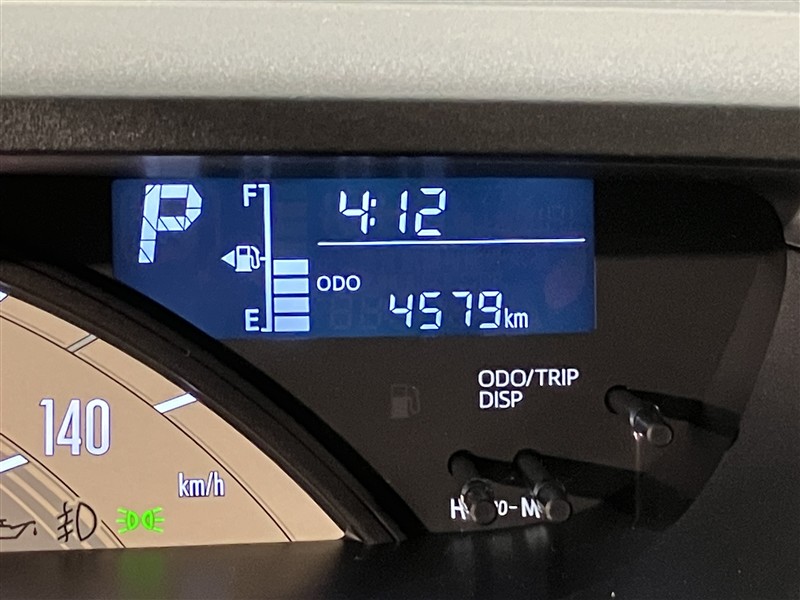 P
F
4:12
ODO
4579km
E
ODO/TRIP
DISP
140
km/h